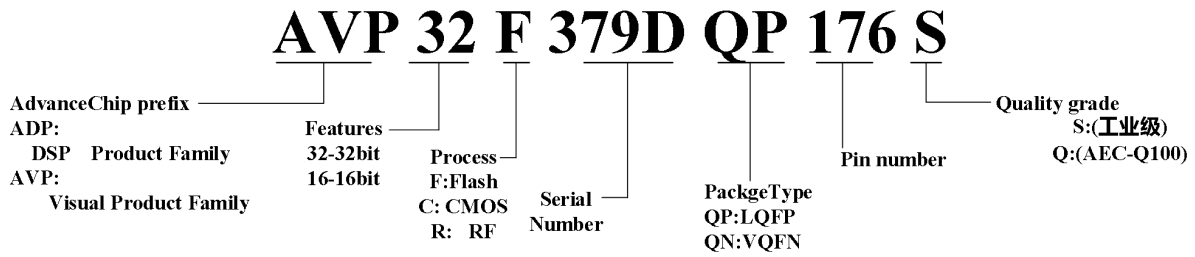 AVP 32 F 379D QP 176 S
AdvanceChip prefix
ADP:
DSP Product Family
AVP:
Visual Product Family
Features
32-32bit
16-16bit
Process
F:Flash
C: CMOS
R: RF
Serial
Number
PackgeType
QP:LQFP
QN:VQFN
Pin number
Quality grade
S:(工业级)
Q:(AEC-Q100)